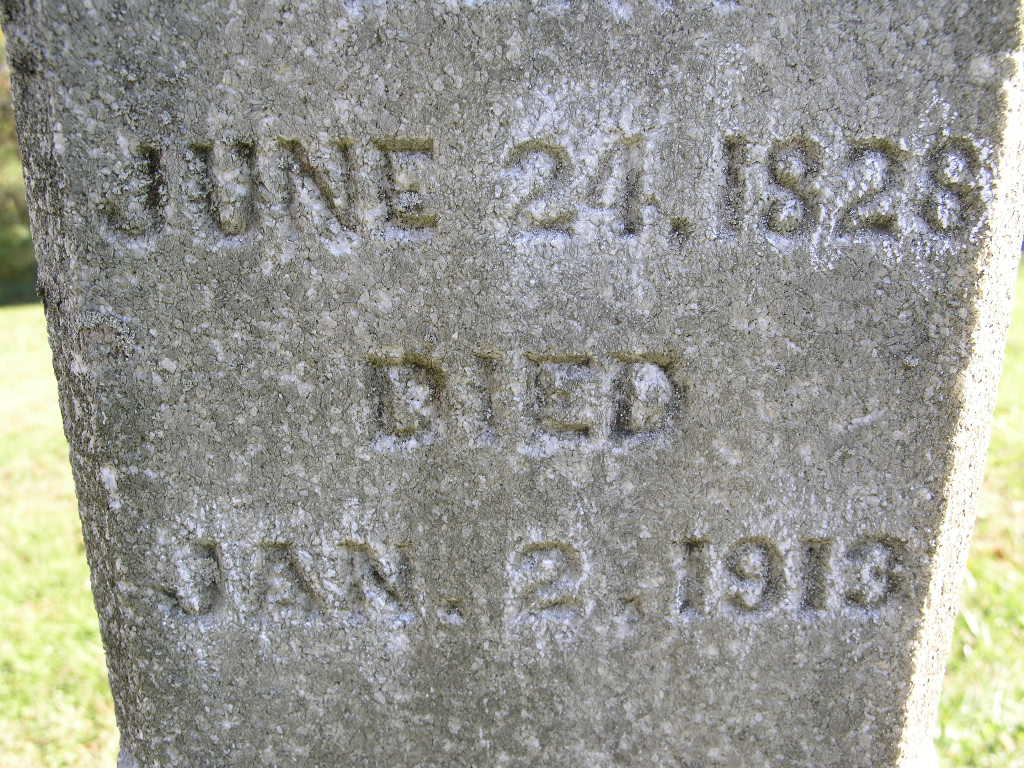 JUNE 24, 1828
DIED
JAN. 2, 1913